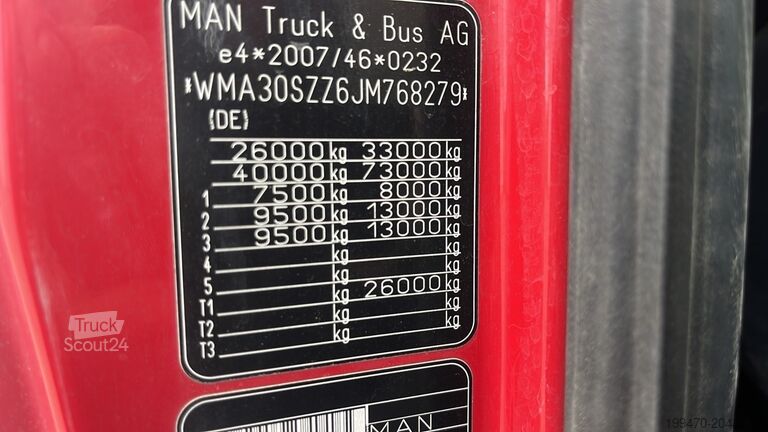 MAN Truck & Bus AG
e4*2007/46*0232
*WMA30SZZ6JM768279*
(DE)
26000 kg 33000 kg
40000 kg 73000 kg
1 7500 kg 8000 kg
2 9500 kg 13000 kg
3 9500 kg 13000 kg
4 kg kg
5 kg 26000 kg
T1 kg kg
T2 kg kg
T3
Truck
Scout24
MAN